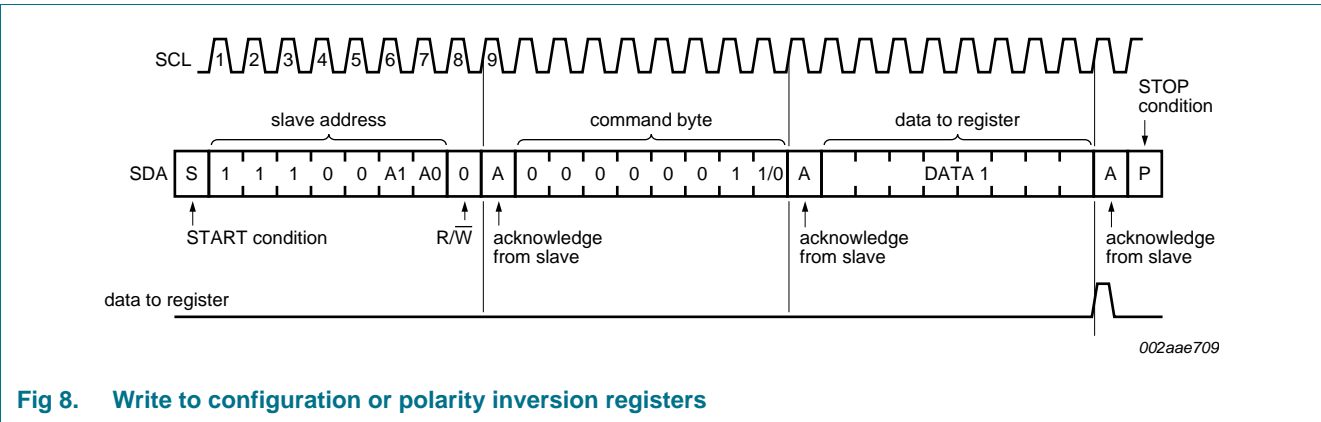 SCL 1 2 3 4 5 6 7 8 9
STOP
condition
slave address command byte data to register
SDA S 1 1 1 0 0 A1 A0 0 A 0 0 0 0 0 0 1 1/0 A DATA 1 A P
START condition R/W̅ acknowledge from slave acknowledge from slave acknowledge from slave
data to register
002aae709
Fig 8. Write to configuration or polarity inversion registers